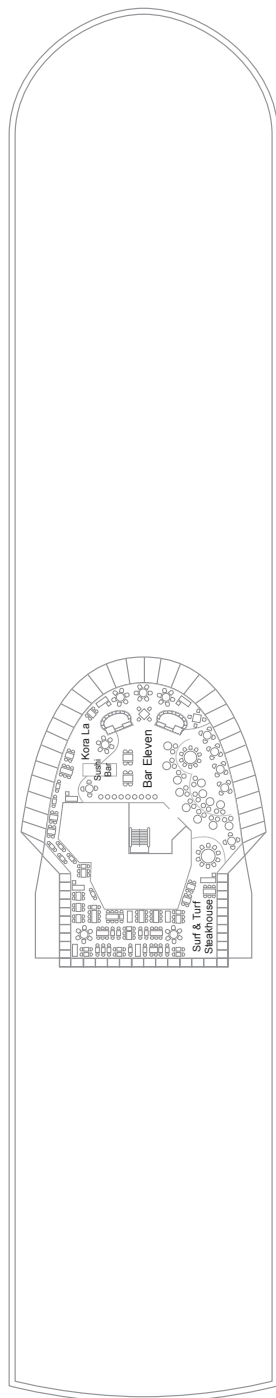 Kora La
Sushi
Bar
Bar Eleven
Surf & Turf
Steakhouse